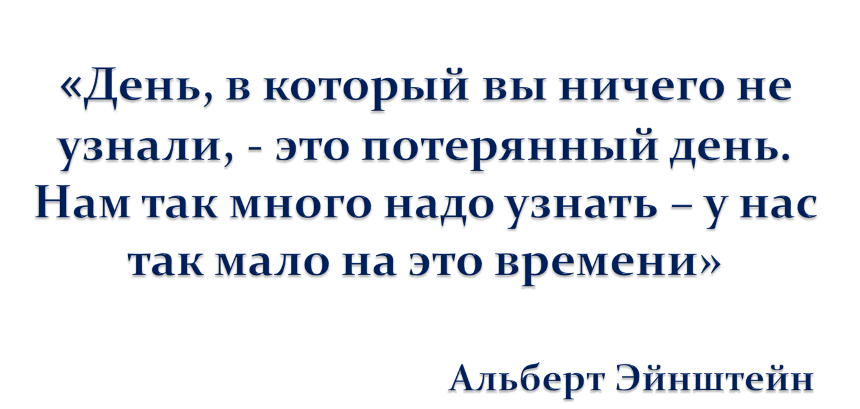 «День, в который вы ничего не
узнали, - это потерянный день.
Нам так много надо узнать – у нас
так мало на это времени»
Альберт Эйнштейн